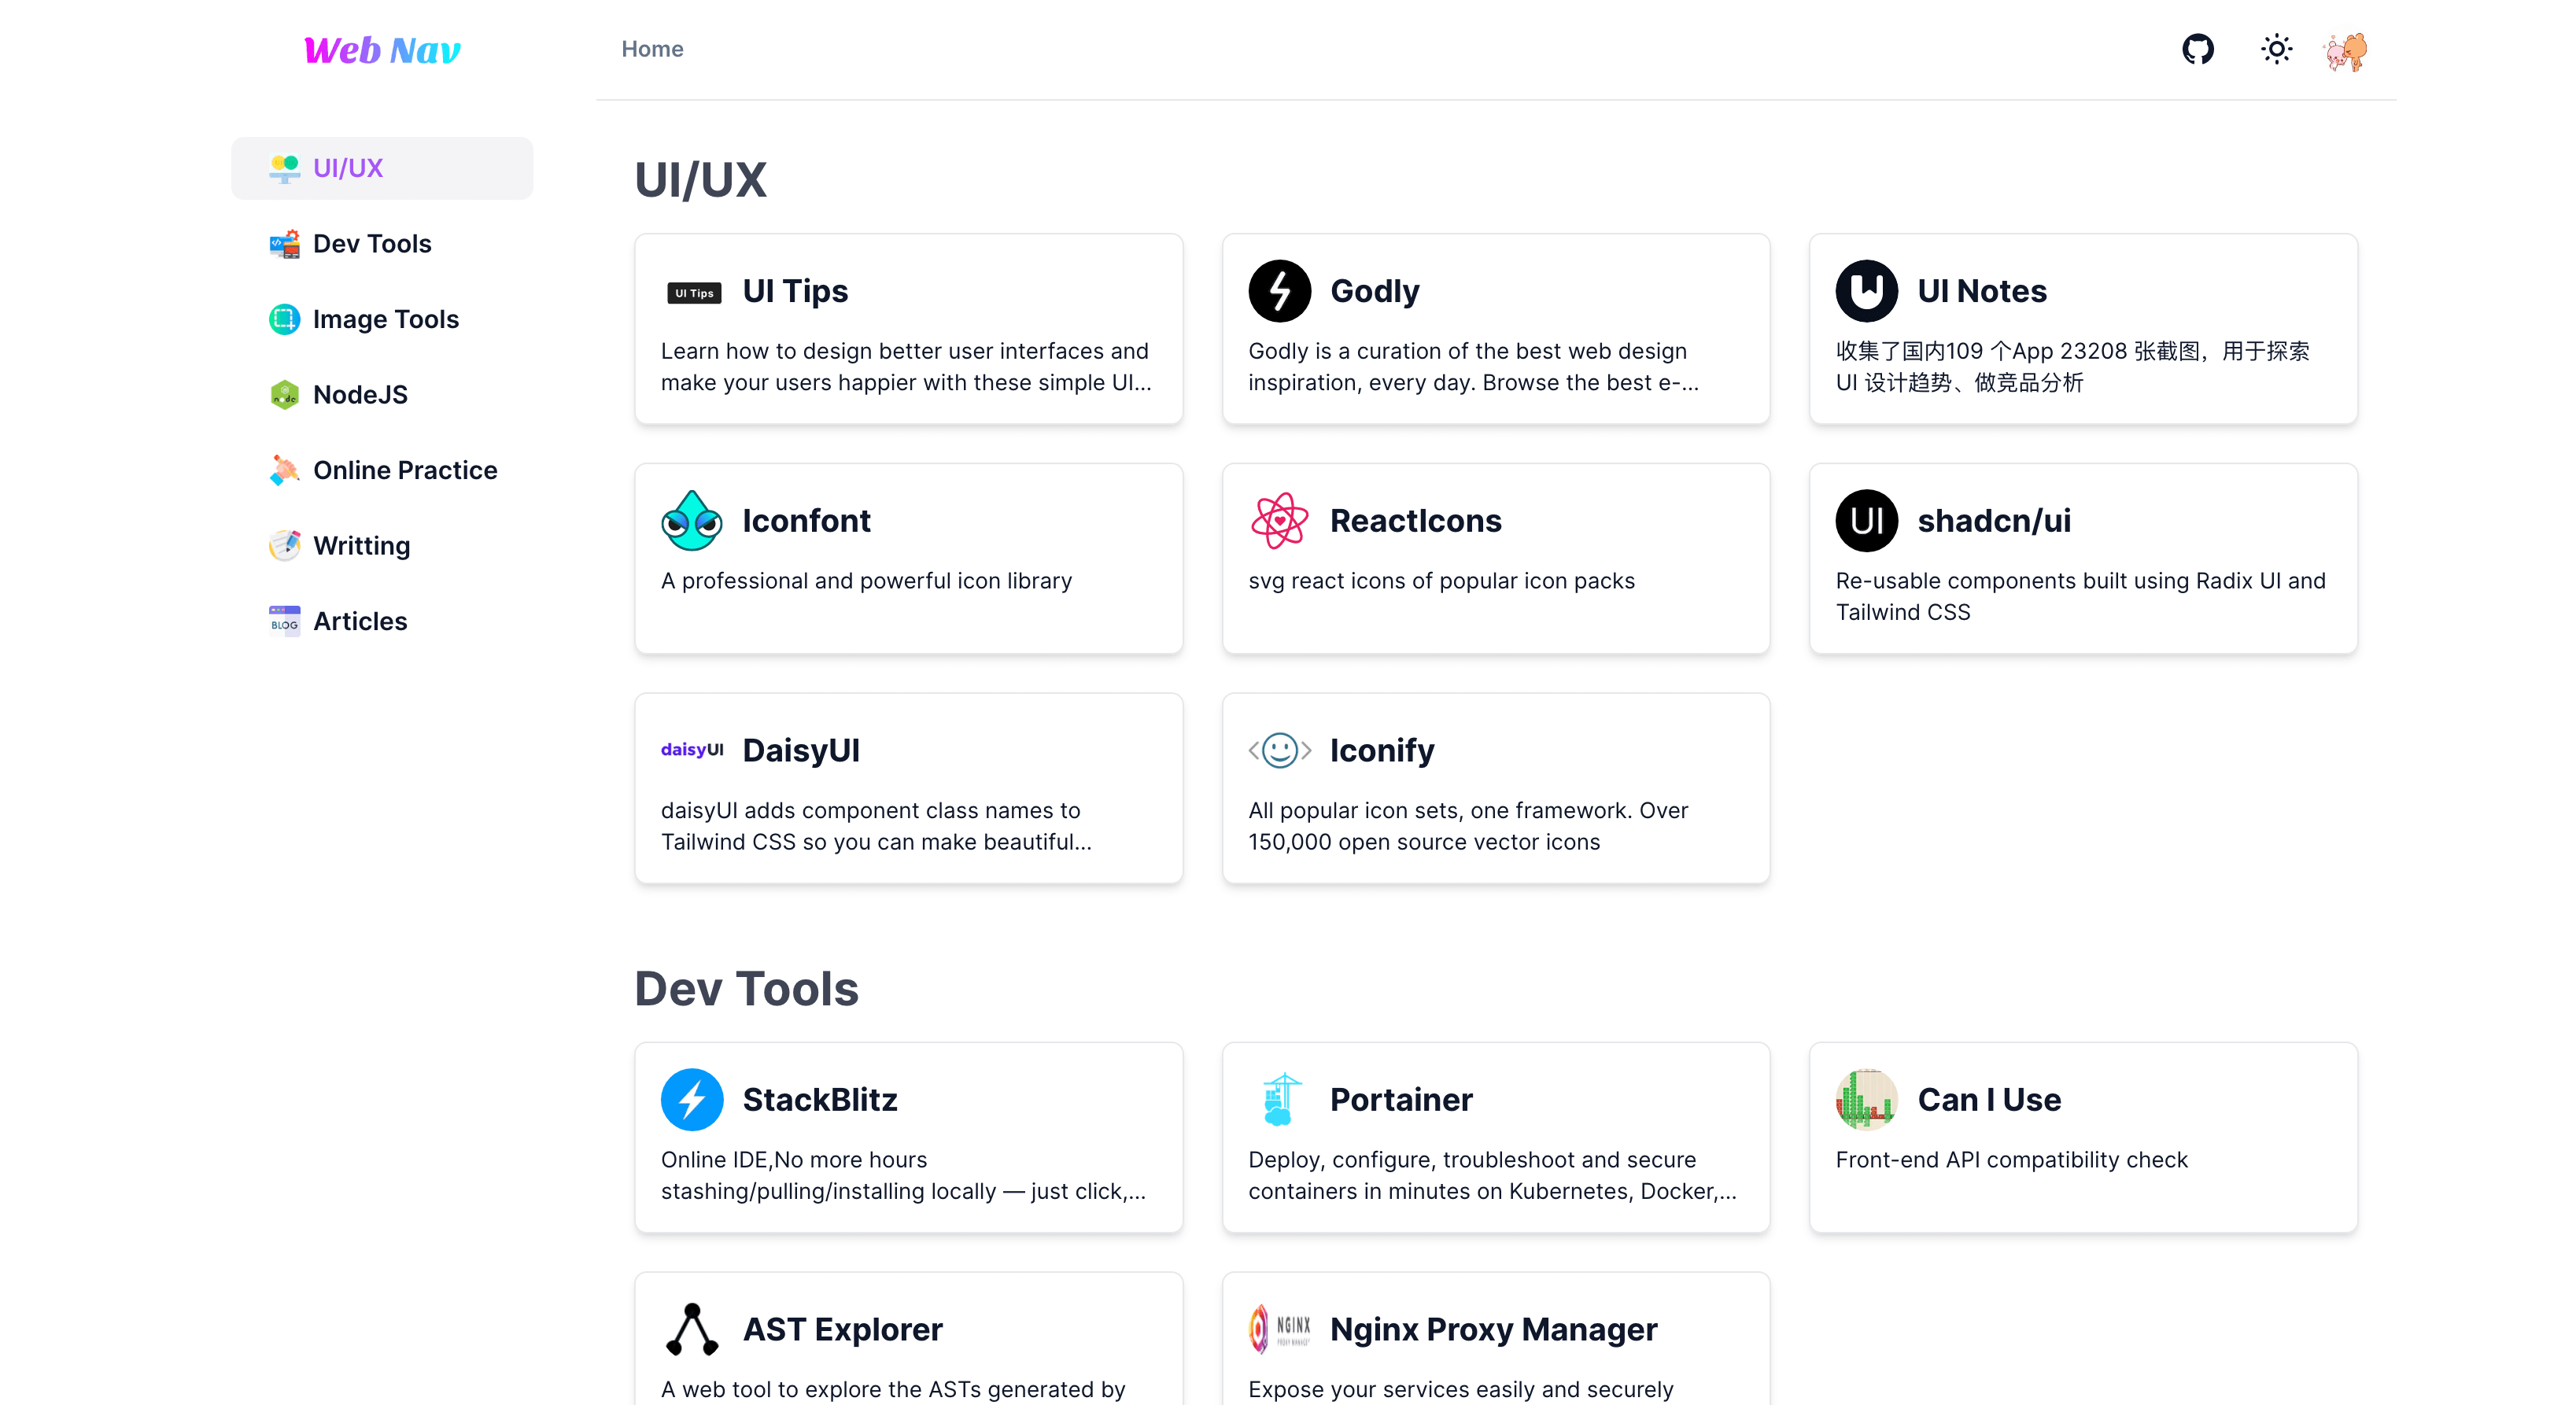 Web Nav
Home
UI/UX
Dev Tools
Image Tools
NodeJS
Online Practice
Writting
BLOG
Articles
UI/UX
UI Tips
UI Tips
Learn how to design better user interfaces and
make your users happier with these simple UI...
Godly
Godly is a curation of the best web design
inspiration, every day. Browse the best e-...
UI Notes
收集了国内109 个App 23208 张截图，用于探索
UI 设计趋势、做竞品分析
Iconfont
A professional and powerful icon library
ReactIcons
svg react icons of popular icon packs
UI
shadcn/ui
Re-usable components built using Radix UI and
Tailwind CSS
daisyUI
DaisyUI
daisyUI adds component class names to
Tailwind CSS so you can make beautiful...
Iconify
All popular icon sets, one framework. Over
150,000 open source vector icons
Dev Tools
StackBlitz
Online IDE,No more hours
stashing/pulling/installing locally — just click,...
Portainer
Deploy, configure, troubleshoot and secure
containers in minutes on Kubernetes, Docker,...
Can I Use
Front-end API compatibility check
AST Explorer
A web tool to explore the ASTs generated by
NGINX
PROXY MANAGER
Nginx Proxy Manager
Expose your services easily and securely